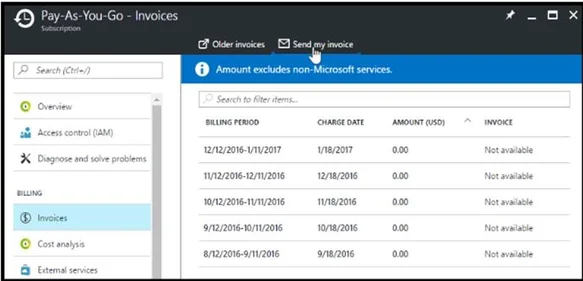 Pay-As-You-Go - Invoices
Subscription
Older invoices Send my invoice
Search (Ctrl+/)
Overview
Access control (IAM)
Diagnose and solve problems
BILLING
Invoices
Cost analysis
External services
Amount excludes non-Microsoft services.
Search to filter items...
BILLING PERIOD CHARGE DATE AMOUNT (USD) INVOICE
12/12/2016-1/11/2017 1/18/2017 0.00 Not available
11/12/2016-12/11/2016 12/18/2016 0.00 Not available
10/12/2016-11/11/2016 11/18/2016 0.00 Not available
9/12/2016-10/11/2016 10/18/2016 0.00 Not available
8/12/2016-9/11/2016 9/18/2016 0.00 Not available